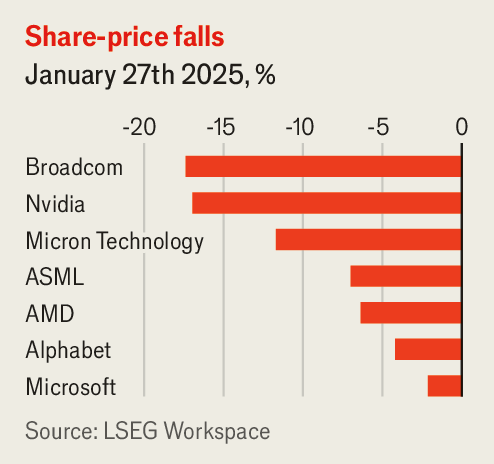 Share-price falls
January 27th 2025, %
-20 -15 -10 -5 0
Broadcom
Nvidia
Micron Technology
ASML
AMD
Alphabet
Microsoft
Source: LSEG Workspace